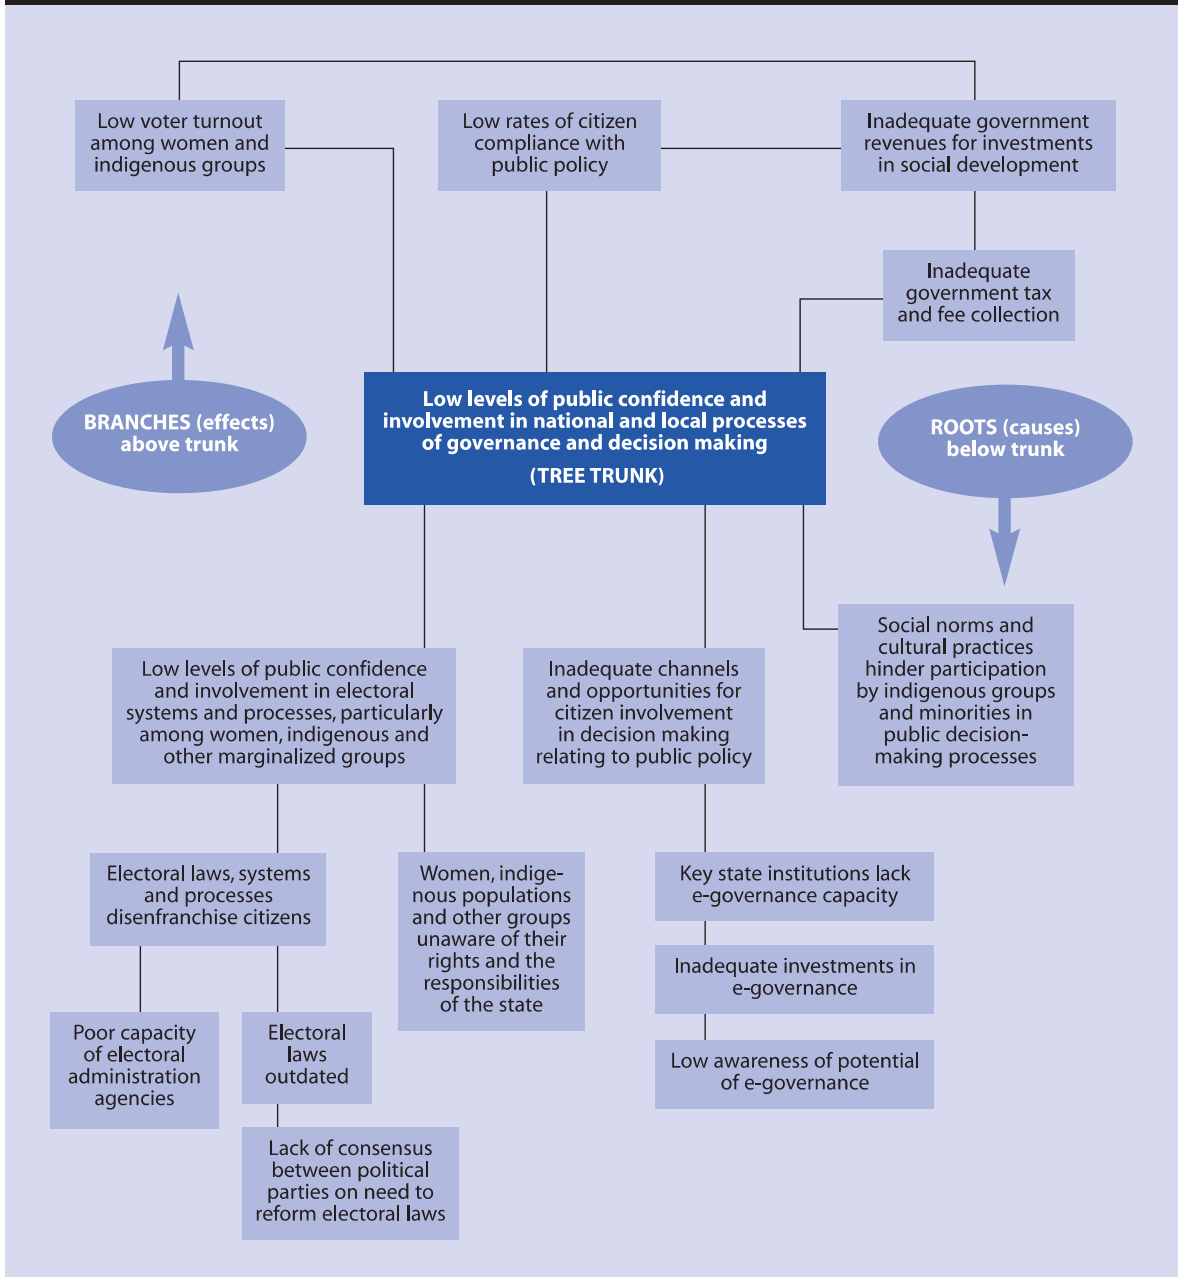 Low voter turnout
among women and
indigenous groups
Low rates of citizen
compliance with
public policy
Inadequate government
revenues for investments
in social development
Inadequate
government tax
and fee collection
BRANCHES (effects)
above trunk
Low levels of public confidence and
involvement in national and local processes
of governance and decision making
(TREE TRUNK)
ROOTS (causes)
below trunk
Low levels of public confidence
and involvement in electoral
systems and processes, particularly
among women, indigenous and
other marginalized groups
Inadequate channels
and opportunities for
citizen involvement
in decision making
relating to public policy
Social norms and
cultural practices
hinder participation
by indigenous groups
and minorities in
public decision-
making processes
Electoral laws, systems
and processes
disenfranchise citizens
Women, indige-
nous populations
and other groups
unaware of their
rights and the
responsibilities
of the state
Key state institutions lack
e-governance capacity
Inadequate investments in
e-governance
Low awareness of potential
of e-governance
Poor capacity
of electoral
administration
agencies
Electoral
laws
outdated
Lack of consensus
between political
parties on need to
reform electoral laws